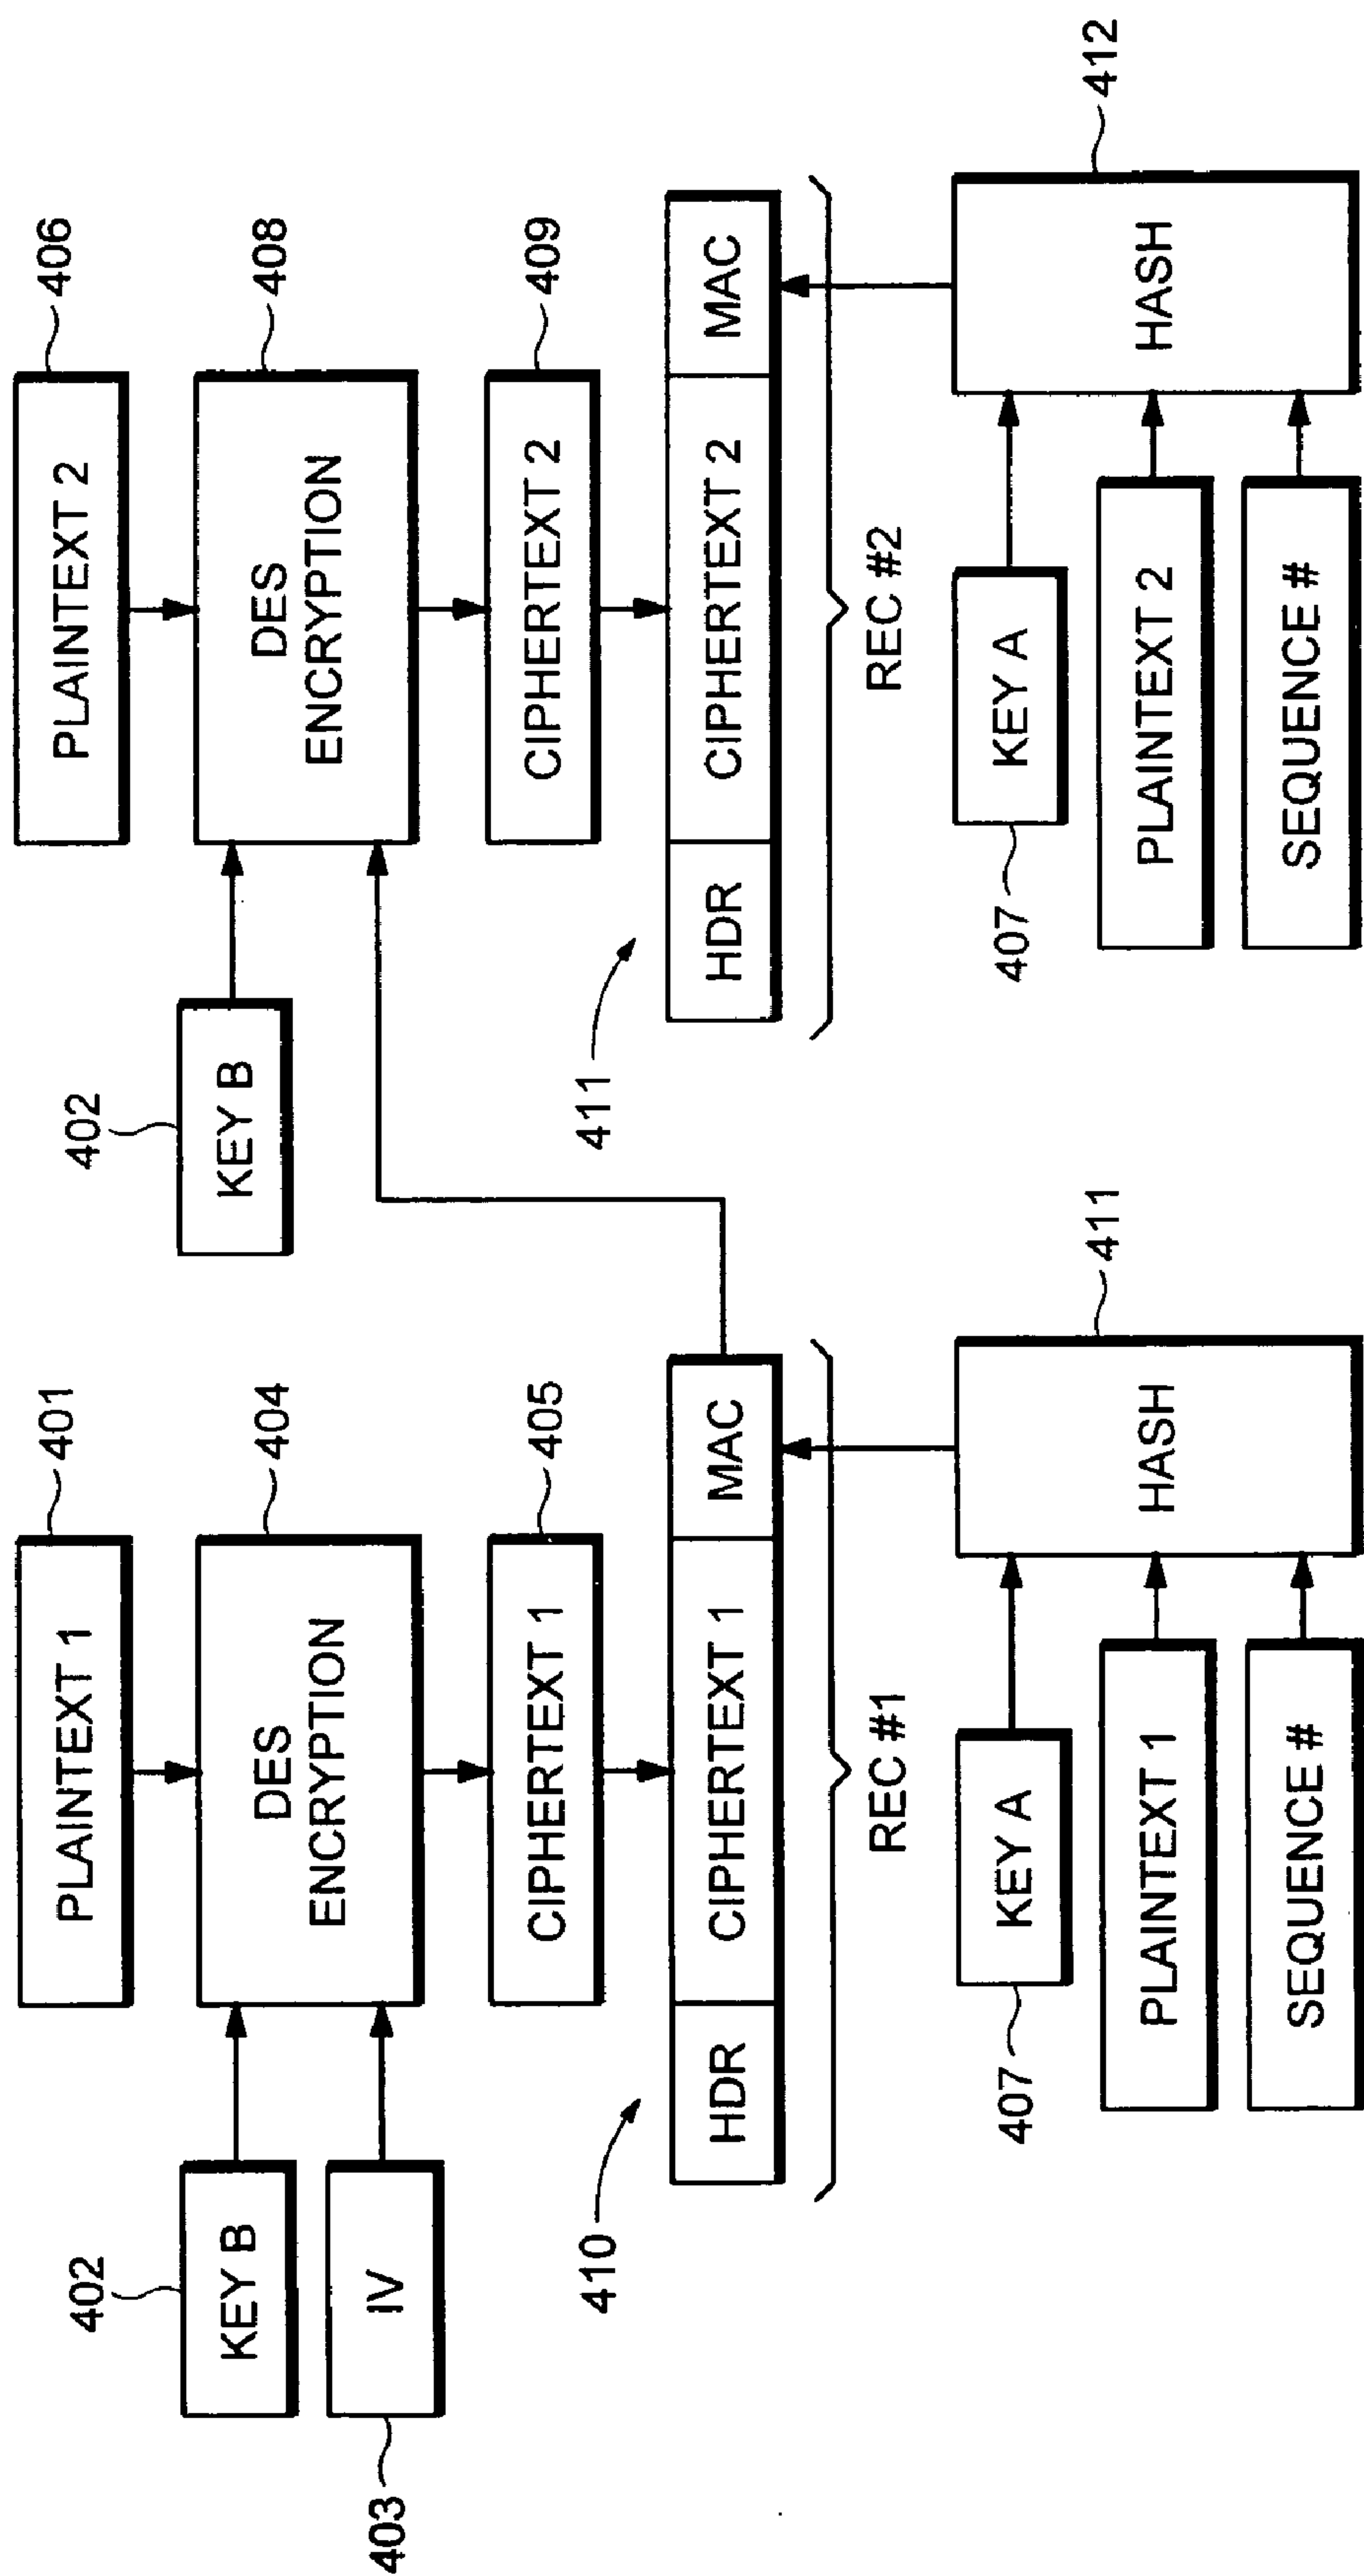 401
PLAINTEXT 1
402
KEY B
403
IV
404
DES
ENCRYPTION
405
CIPHERTEXT 1
410
HDR
CIPHERTEXT 1
MAC
REC #1
407
KEY A
PLAINTEXT 1
SEQUENCE #
HASH
411
406
PLAINTEXT 2
402
KEY B
408
DES
ENCRYPTION
409
CIPHERTEXT 2
411
HDR
CIPHERTEXT 2
MAC
REC #2
407
KEY A
PLAINTEXT 2
SEQUENCE #
HASH
412